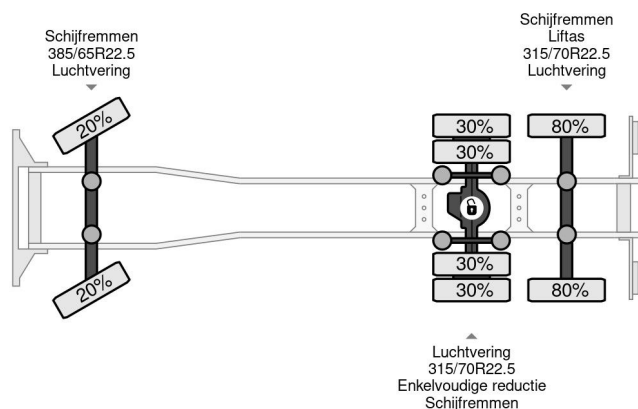 Schijfremmen
385/65R22.5
Luchtvering
Schijfremmen
Liftas
315/70R22.5
Luchtvering
20%
30%
30%
80%
20%
30%
30%
80%
Luchtvering
315/70R22.5
Enkelvoudige reductie
Schijfremmen